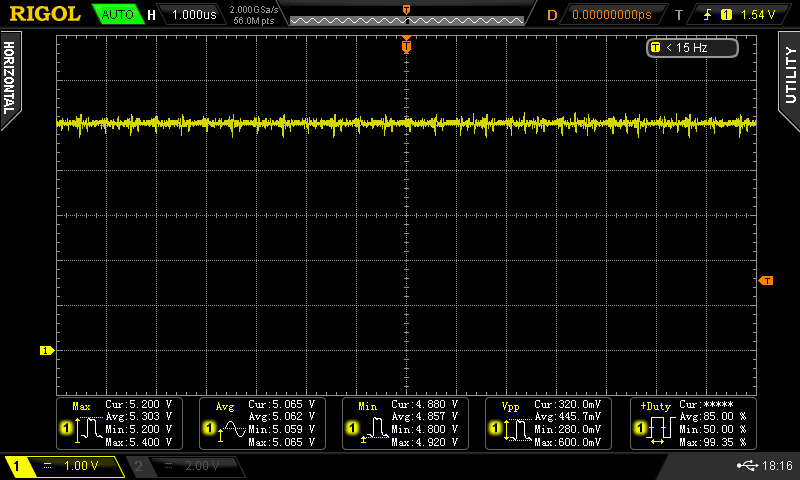 RIGOL AUTO H 1.000us 2.000GSa/s 56.0M pts T D 0.00000000ps T 1 1.54 V
T T < 15 Hz
HORIZONTAL
UTILITY
T
1
Max Cur:5.200 V Avg:5.303 V Min:5.200 V Max:5.400 V
1
Avg Cur:5.065 V Avg:5.062 V Min:5.059 V Max:5.065 V
1
Min Cur:4.880 V Avg:4.857 V Min:4.800 V Max:4.920 V
1
Vpp Cur:320.0mV Avg:445.7mV Min:280.0mV Max:600.0mV
1
+Duty Cur:***** Avg:85.00 % Min:50.00 % Max:99.35 %
1
1 1.00 V 2 2.00 V 18:16